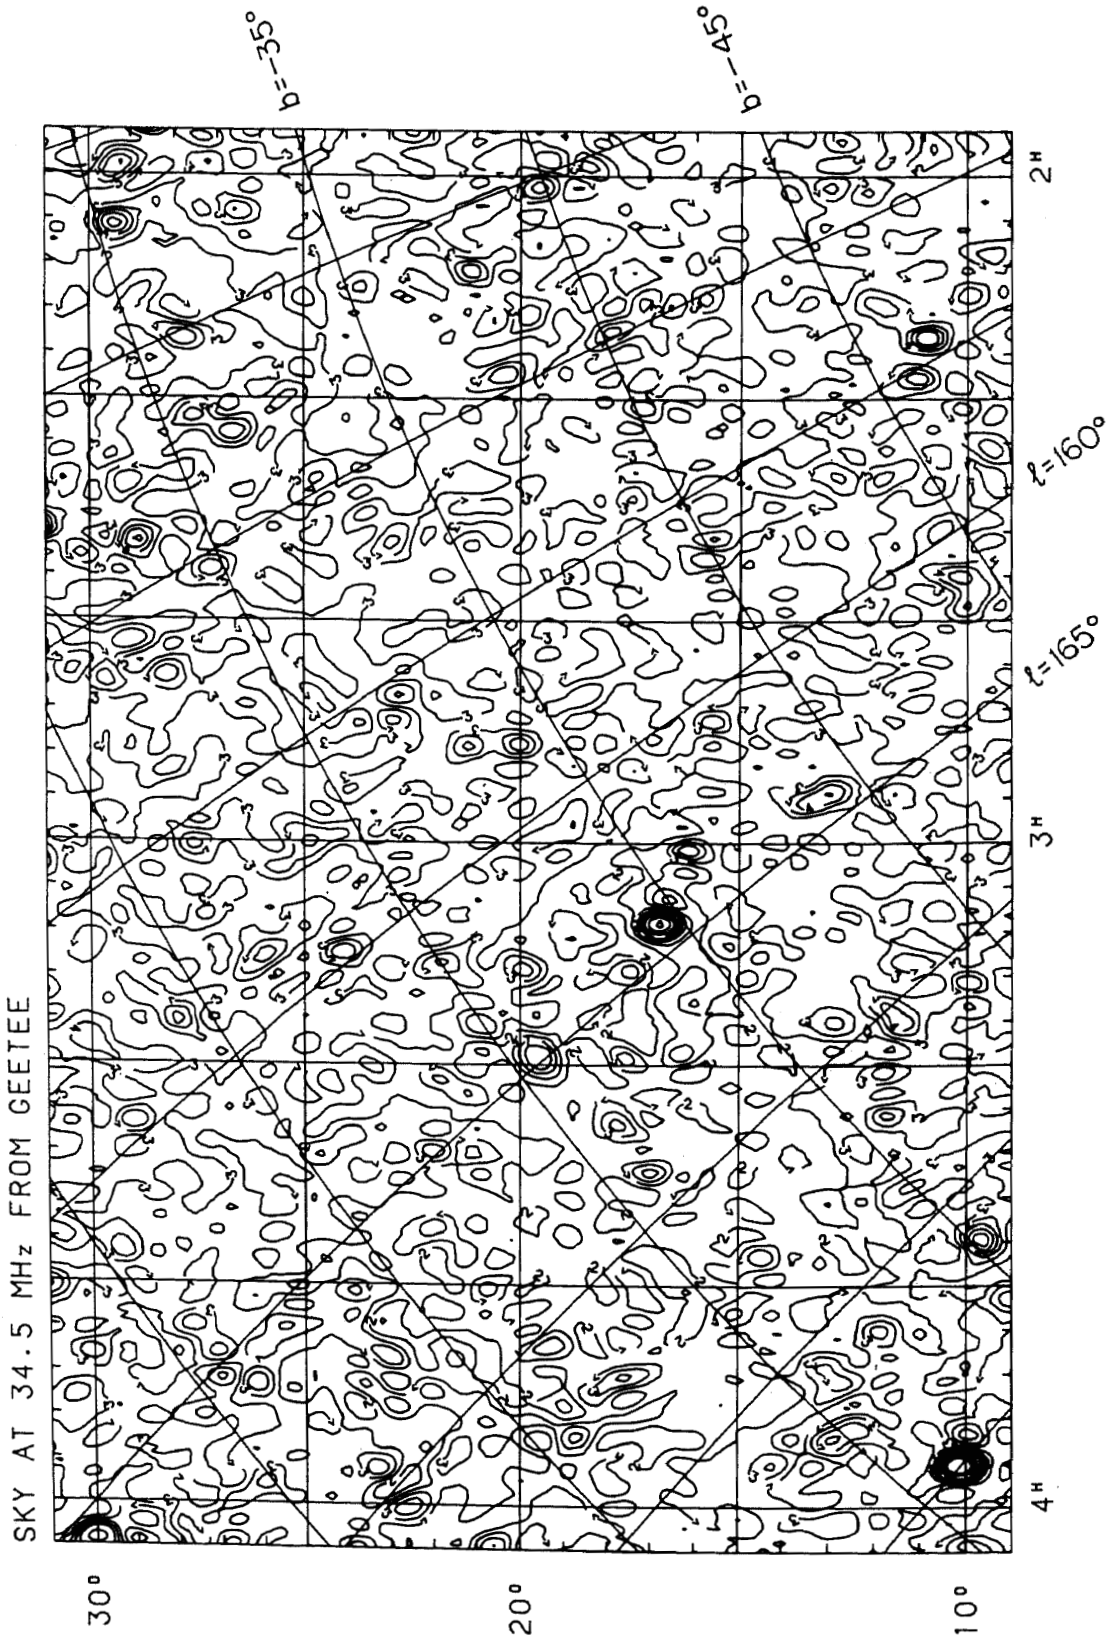 SKY AT 34.5 MHz FROM GEETEE
b=-35°
b=-45°
30°
20°
10°
4H
3H
2H
ℓ=165°
ℓ=160°